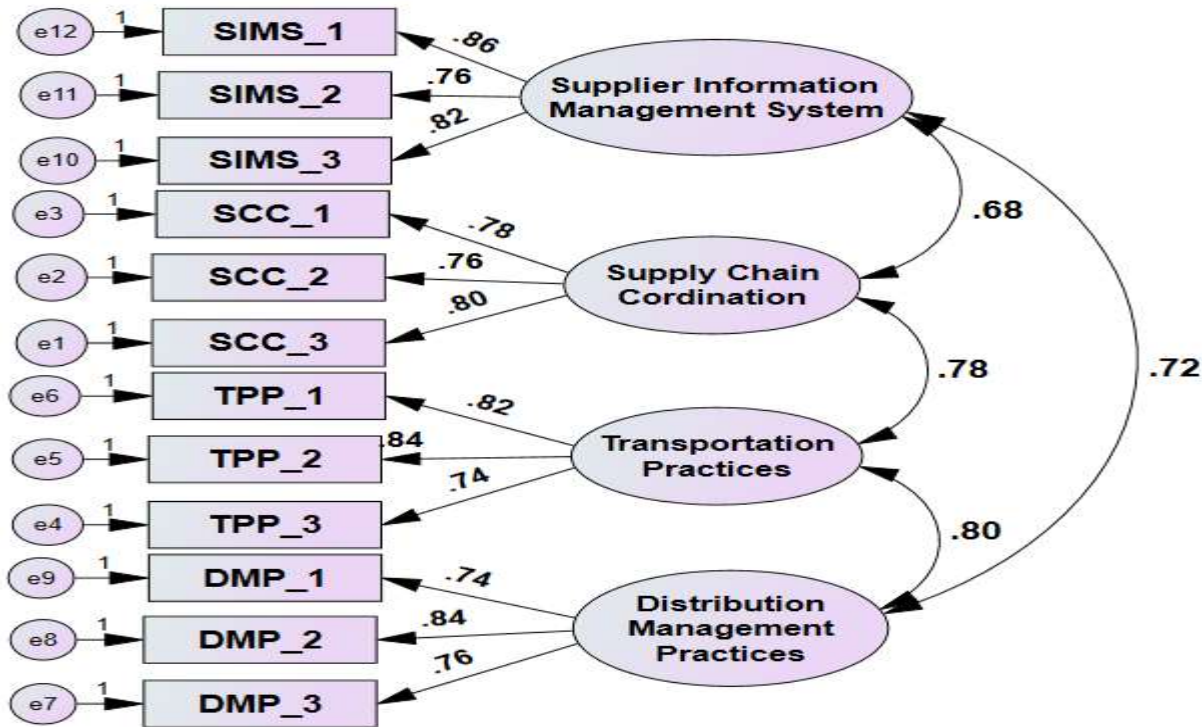 e12
1
SIMS_1
.86
e11
1
SIMS_2
.76
Supplier Information
Management System
e10
1
SIMS_3
.82
e3
1
SCC_1
.78
.68
e2
1
SCC_2
.76
Supply Chain
Cordination
e1
1
SCC_3
.80
e6
1
TPP_1
.82
.78
.72
e5
1
TPP_2
.84
Transportation
Practices
e4
1
TPP_3
.74
.80
e9
1
DMP_1
.74
e8
1
DMP_2
.84
Distribution
Management
Practices
e7
1
DMP_3
.76